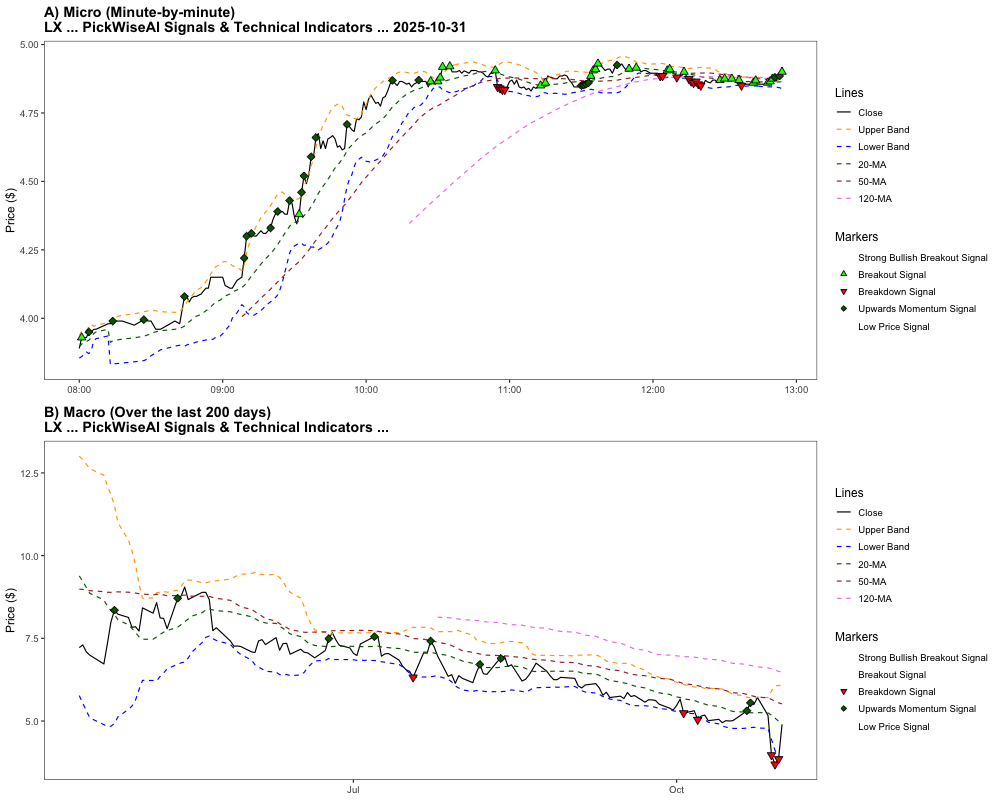 A) Micro (Minute-by-minute)
LX ... PickWiseAI Signals & Technical Indicators ... 2025-10-31
Price ($)
5.00
4.75
4.50
4.25
4.00
08:00
09:00
10:00
11:00
12:00
13:00
Lines
Close
Upper Band
Lower Band
20-MA
50-MA
120-MA
Markers
Strong Bullish Breakout Signal
Breakout Signal
Breakdown Signal
Upwards Momentum Signal
Low Price Signal
B) Macro (Over the last 200 days)
LX ... PickWiseAI Signals & Technical Indicators ...
Price ($)
12.5
10.0
7.5
5.0
Jul
Oct
Lines
Close
Upper Band
Lower Band
20-MA
50-MA
120-MA
Markers
Strong Bullish Breakout Signal
Breakout Signal
Breakdown Signal
Upwards Momentum Signal
Low Price Signal